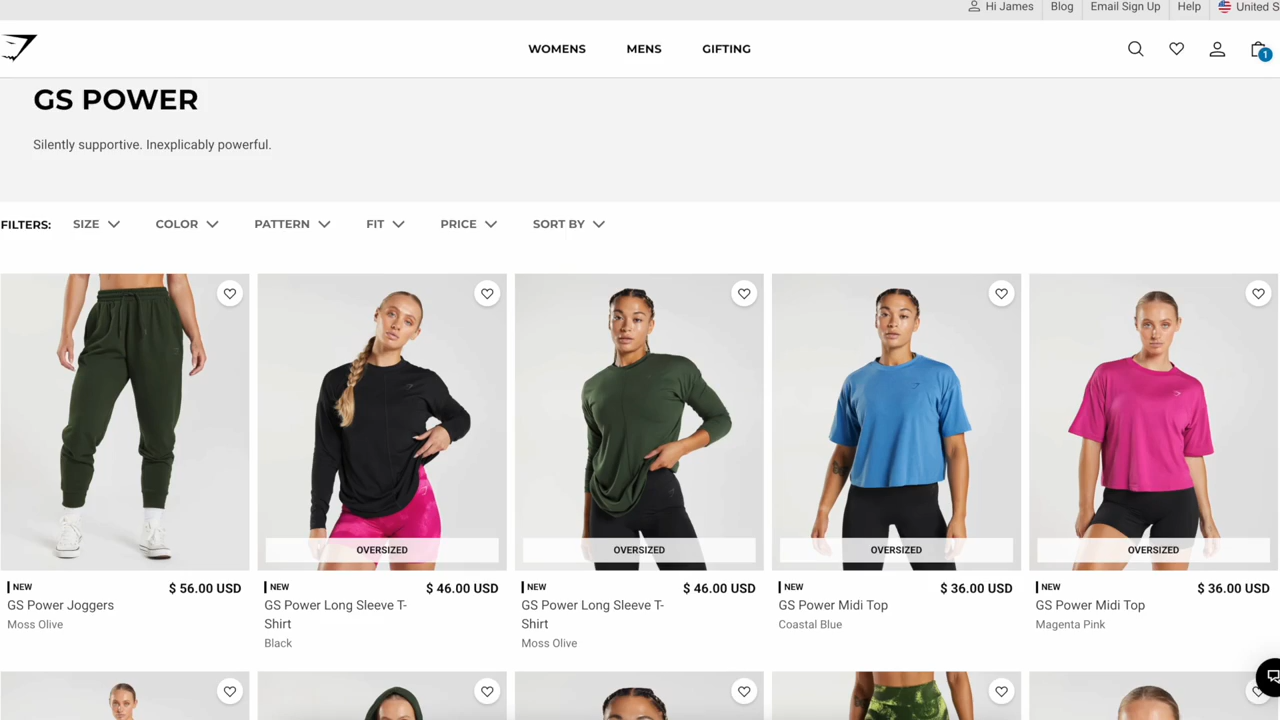 Hi James
Blog
Email Sign Up
Help
United S
WOMENS
MENS
GIFTING
1
GS POWER
Silently supportive. Inexplicably powerful.
FILTERS:
SIZE
COLOR
PATTERN
FIT
PRICE
SORT BY
OVERSIZED
OVERSIZED
OVERSIZED
OVERSIZED
NEW
$ 56.00 USD
GS Power Joggers
Moss Olive
NEW
$ 46.00 USD
GS Power Long Sleeve T-
Shirt
Black
NEW
$ 46.00 USD
GS Power Long Sleeve T-
Shirt
Moss Olive
NEW
$ 36.00 USD
GS Power Midi Top
Coastal Blue
NEW
$ 36.00 USD
GS Power Midi Top
Magenta Pink